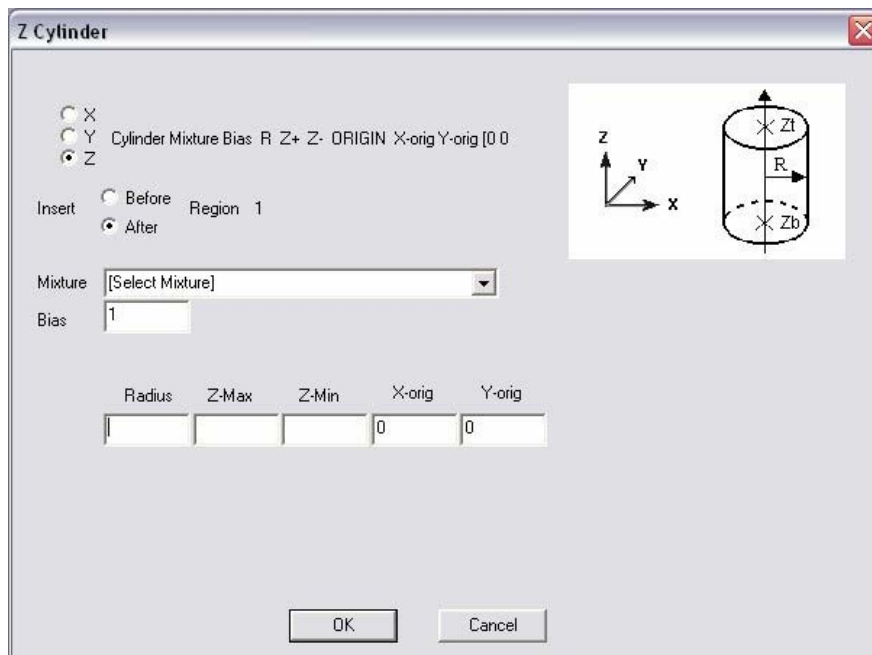 Z Cylinder
X
Y
Z
Cylinder Mixture Bias R Z+ Z- ORIGIN X-orig Y-orig [0 0
Insert
Before
After
Region 1
Z
Y
X
Zt
R
Zb
Mixture [Select Mixture]
Bias 1
Radius Z-Max Z-Min X-orig Y-orig
0 0
OK Cancel